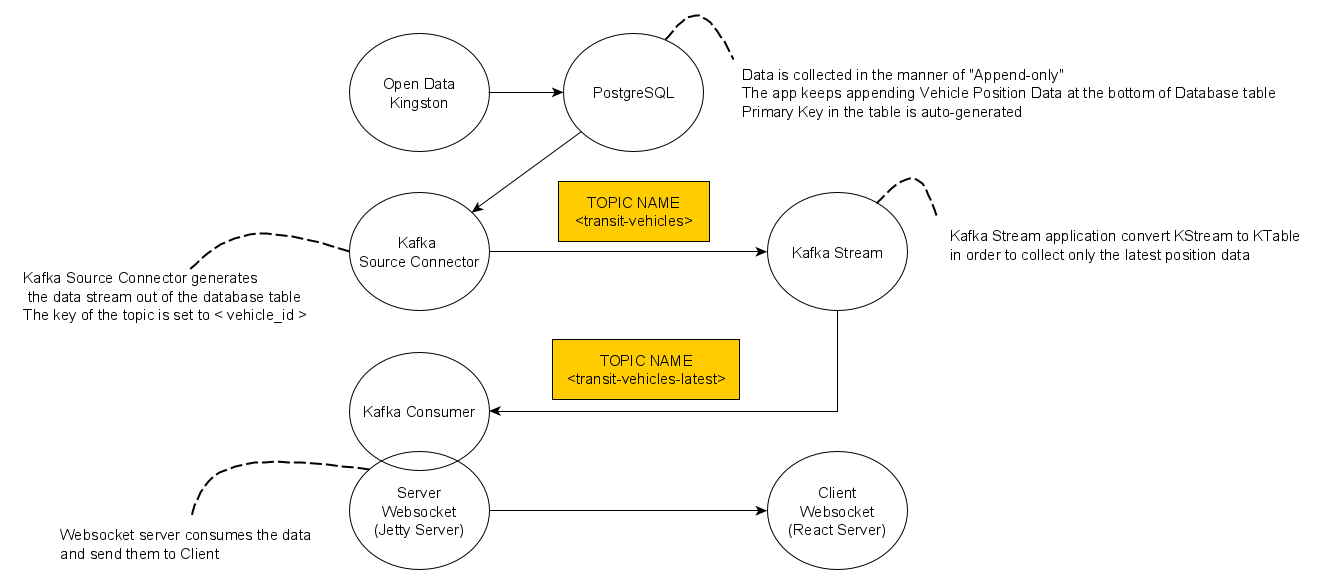 Open Data
Kingston
PostgreSQL
Data is collected in the manner of "Append-only"
The app keeps appending Vehicle Position Data at the bottom of Database table
Primary Key in the table is auto-generated
TOPIC NAME
<transit-vehicles>
Kafka
Source Connector
Kafka Stream
Kafka Stream application convert KStream to KTable
in order to collect only the latest position data
Kafka Source Connector generates
the data stream out of the database table
The key of the topic is set to < vehicle_id >
TOPIC NAME
<transit-vehicles-latest>
Kafka Consumer
Server
Websocket
(Jetty Server)
Client
Websocket
(React Server)
Websocket server consumes the data
and send them to Client